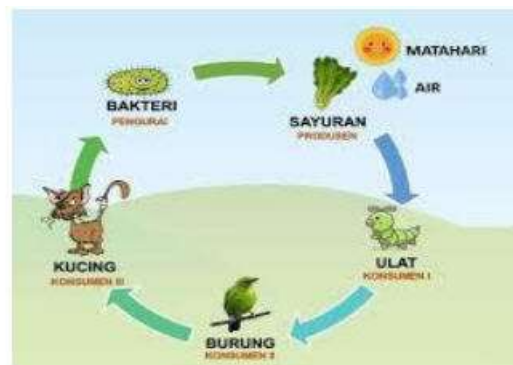 MATAHARI
AIR
BAKTERI
PENGURAI
SAYURAN
PRODUSEN
ULAT
KONSUMEN I
BURUNG
KONSUMEN II
KUCING
KONSUMEN III